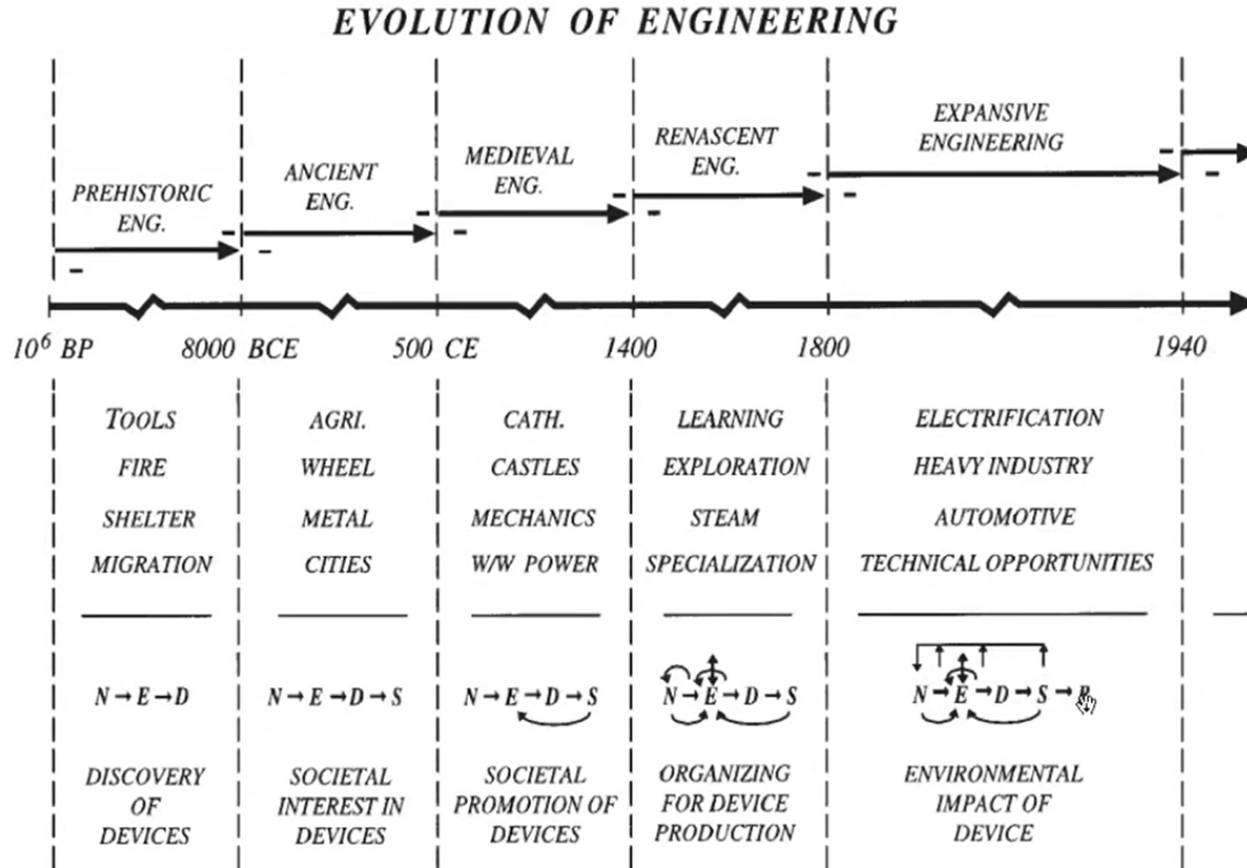 EVOLUTION OF ENGINEERING
PREHISTORIC
ENG.
ANCIENT
ENG.
MEDIEVAL
ENG.
RENASCENT
ENG.
EXPANSIVE
ENGINEERING
10⁶ BP
8000 BCE
500 CE
1400
1800
1940
TOOLS
FIRE
SHELTER
MIGRATION
AGRI.
WHEEL
METAL
CITIES
CATH.
CASTLES
MECHANICS
W/W POWER
LEARNING
EXPLORATION
STEAM
SPECIALIZATION
ELECTRIFICATION
HEAVY INDUSTRY
AUTOMOTIVE
TECHNICAL OPPORTUNITIES
N → E → D
N → E → D → S
N → E → D → S
N → E → D → S
N → E → D → S →
DISCOVERY
OF
DEVICES
SOCIETAL
INTEREST IN
DEVICES
SOCIETAL
PROMOTION OF
DEVICES
ORGANIZING
FOR DEVICE
PRODUCTION
ENVIRONMENTAL
IMPACT OF
DEVICE